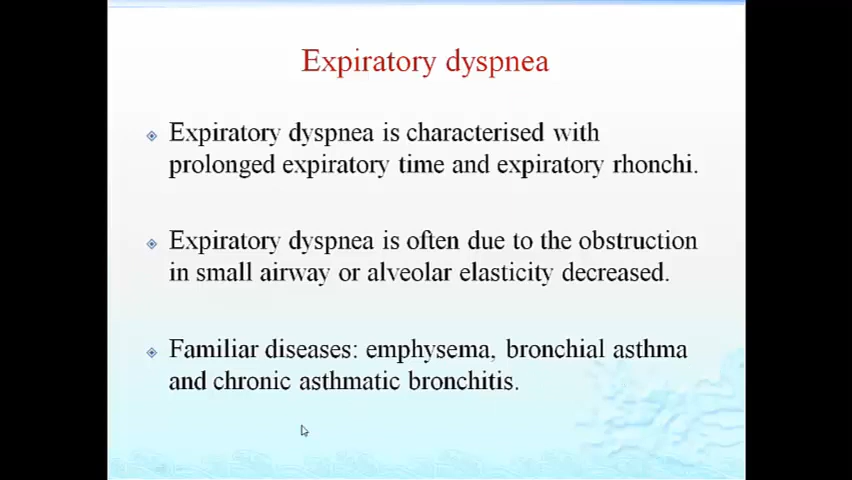 Expiratory dyspnea
Expiratory dyspnea is characterised with
prolonged expiratory time and expiratory rhonchi.
Expiratory dyspnea is often due to the obstruction
in small airway or alveolar elasticity decreased.
Familiar diseases: emphysema, bronchial asthma
and chronic asthmatic bronchitis.